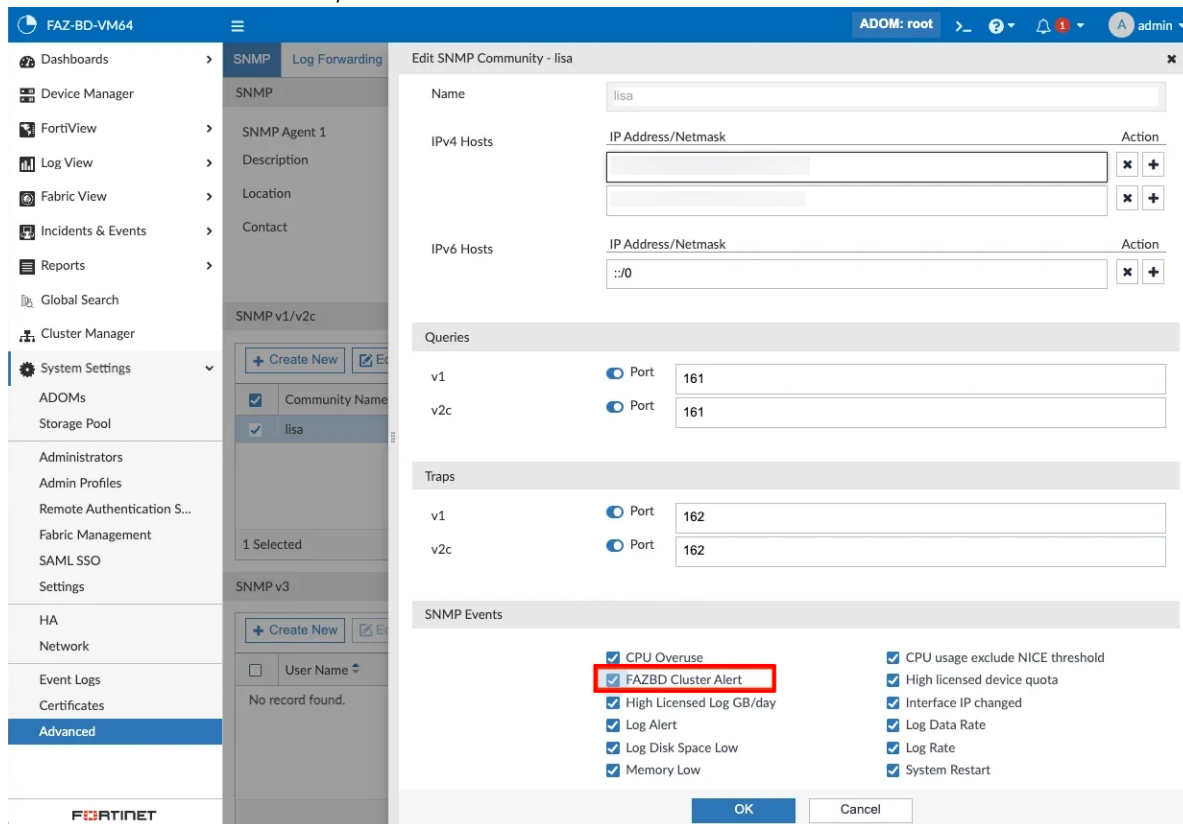 FAZ-BD-VM64
ADOM: root
>_
1
A
admin
Dashboards
Device Manager
FortiView
Log View
Fabric View
Incidents & Events
Reports
Global Search
Cluster Manager
System Settings
ADOMs
Storage Pool
Administrators
Admin Profiles
Remote Authentication S...
Fabric Management
SAML SSO
Settings
HA
Network
Event Logs
Certificates
Advanced
FORTINET
SNMP
Log Forwarding
SNMP
SNMP Agent 1
Description
Location
Contact
SNMP v1/v2c
+ Create New
Ed
Community Name
lisa
1 Selected
SNMP v3
+ Create New
Ed
User Name
No record found.
Edit SNMP Community - lisa
Name
lisa
IPv4 Hosts
IP Address/Netmask
Action
IPv6 Hosts
IP Address/Netmask
Action
::/0
Queries
v1
Port
161
v2c
Port
161
Traps
v1
Port
162
v2c
Port
162
SNMP Events
CPU Overuse
CPU usage exclude NICE threshold
FAZBD Cluster Alert
High licensed device quota
High Licensed Log GB/day
Interface IP changed
Log Alert
Log Data Rate
Log Disk Space Low
Log Rate
Memory Low
System Restart
OK
Cancel